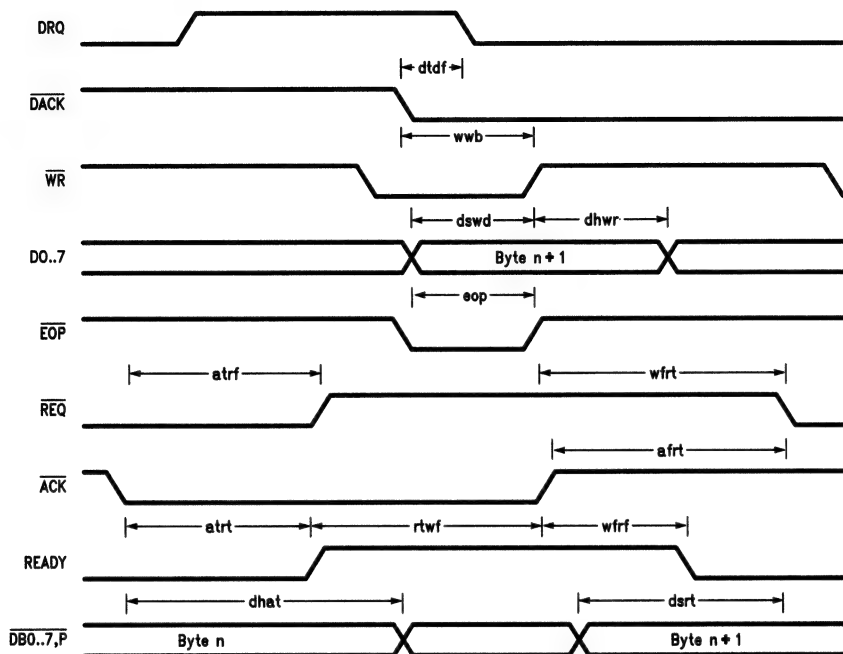 DRQ
dtdf
DACK
wwb
WR
dswd dhwr
D0..7 Byte n + 1
eop
EOP
atrf wfrt
REQ
afrt
ACK
atrt rtwf wfrf
READY
dhat dsrt
DB0..7,P Byte n Byte n + 1